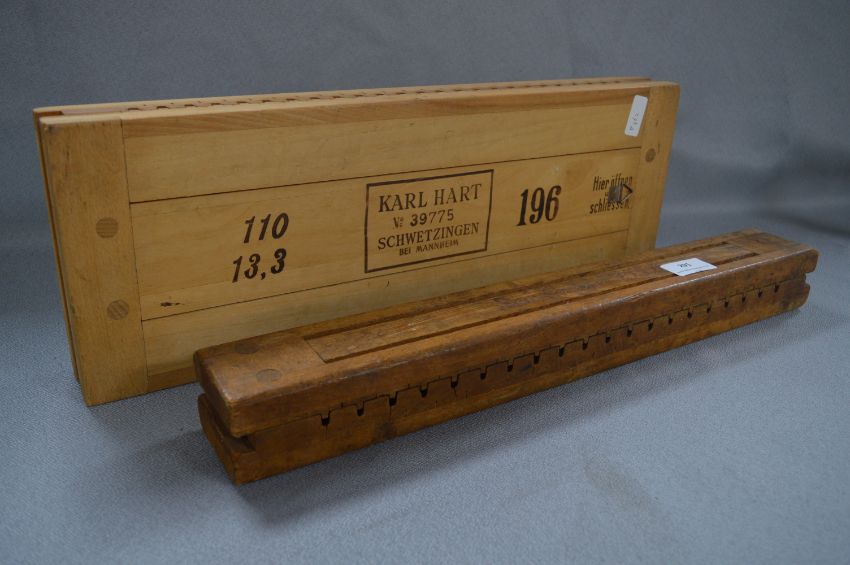 110
13,3
KARL HART
No 39775
SCHWETZINGEN
BEI MANNHEIM
196
Hier öffnen
schliessen